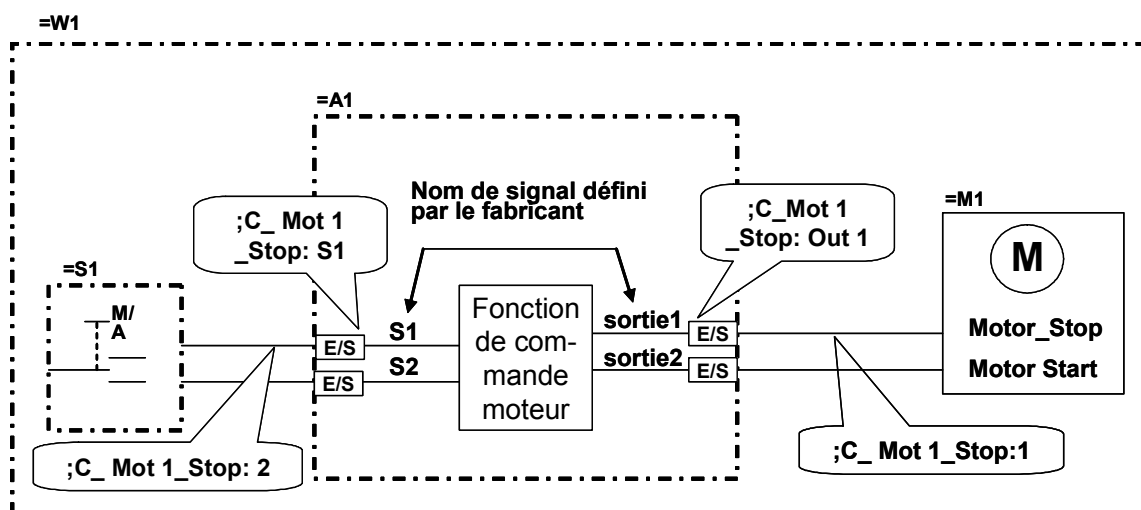 =W1
=A1
Nom de signal défini
par le fabricant
;C_ Mot 1
_Stop: S1
;C_Mot 1
_Stop: Out 1
=M1
M
=S1
M/
A
E/S
S1
E/S
S2
Fonction
de com-
mande
moteur
sortie1
E/S
sortie2
E/S
Motor_Stop
Motor Start
;C_ Mot 1_Stop: 2
;C_ Mot 1_Stop:1